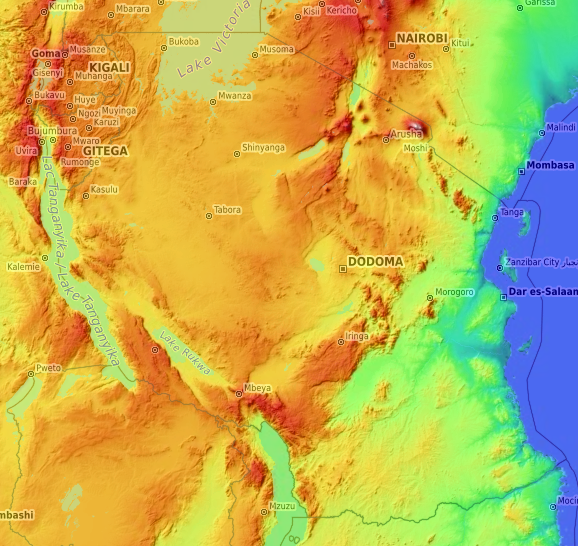 Kirumba
Mbarara
Kisii
Kericho
Garissa
Lake Victoria
Bukoba
Musoma
NAIROBI
Kitui
Machakos
Goma
Musanze
Gisenyi
KIGALI
Muhanga
Bukavu
Huye
Mwanza
Ngozi
Muyinga
Karuzi
Bujumbura
Mwaro
GITEGA
Uvira
Rumonge
Arusha
Moshi
Malindi
Shinyanga
Mombasa
Baraka
Kasulu
Tabora
Tanga
Lac Tanganyika / Lake Tanganyika
Kalemie
DODOMA
Zanzibar City
Morogoro
Dar es-Salaam
Lake Rukwa
Iringa
Pweto
Mbeya
Mzuzu
mbashi
Mocím